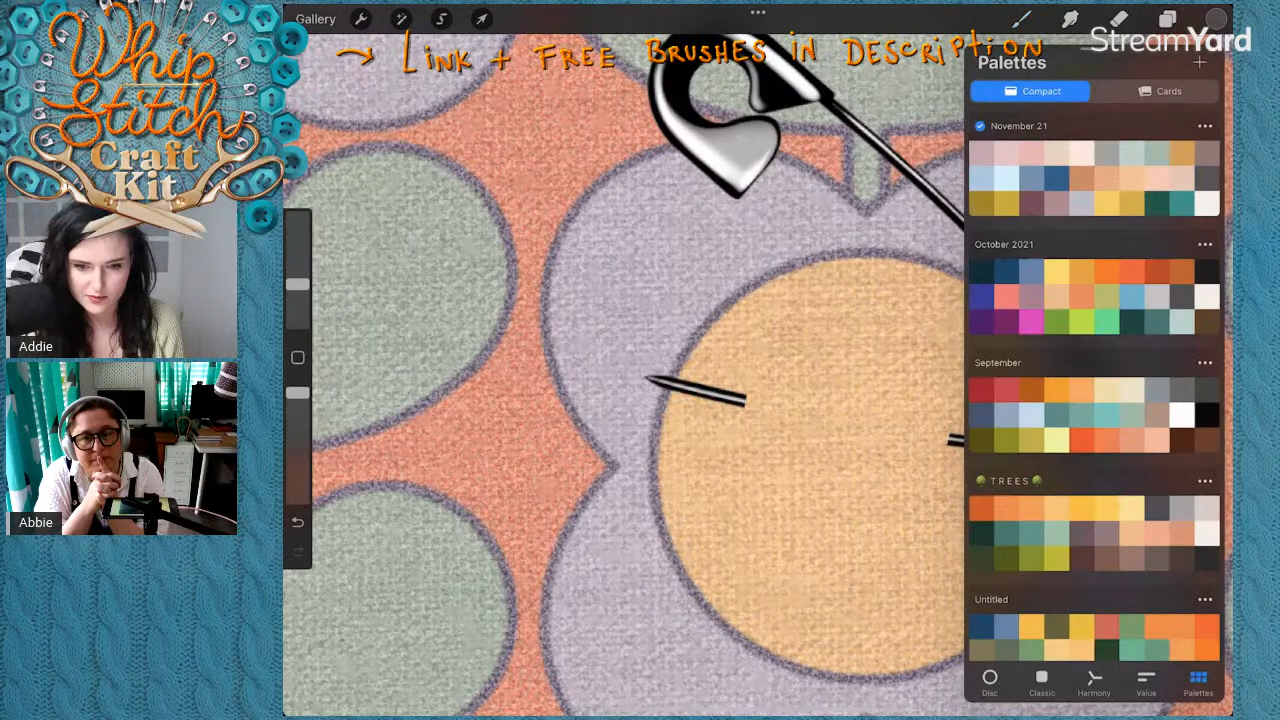 Whip
Stitch
Craft
Kit
Addie
Abbie
Gallery
→ Link + Free Brushes in Description
StreamYard
Palettes
Compact
Cards
November 21
October 2021
September
TREES
Untitled
Disc
Classic
Harmony
Value
Palettes